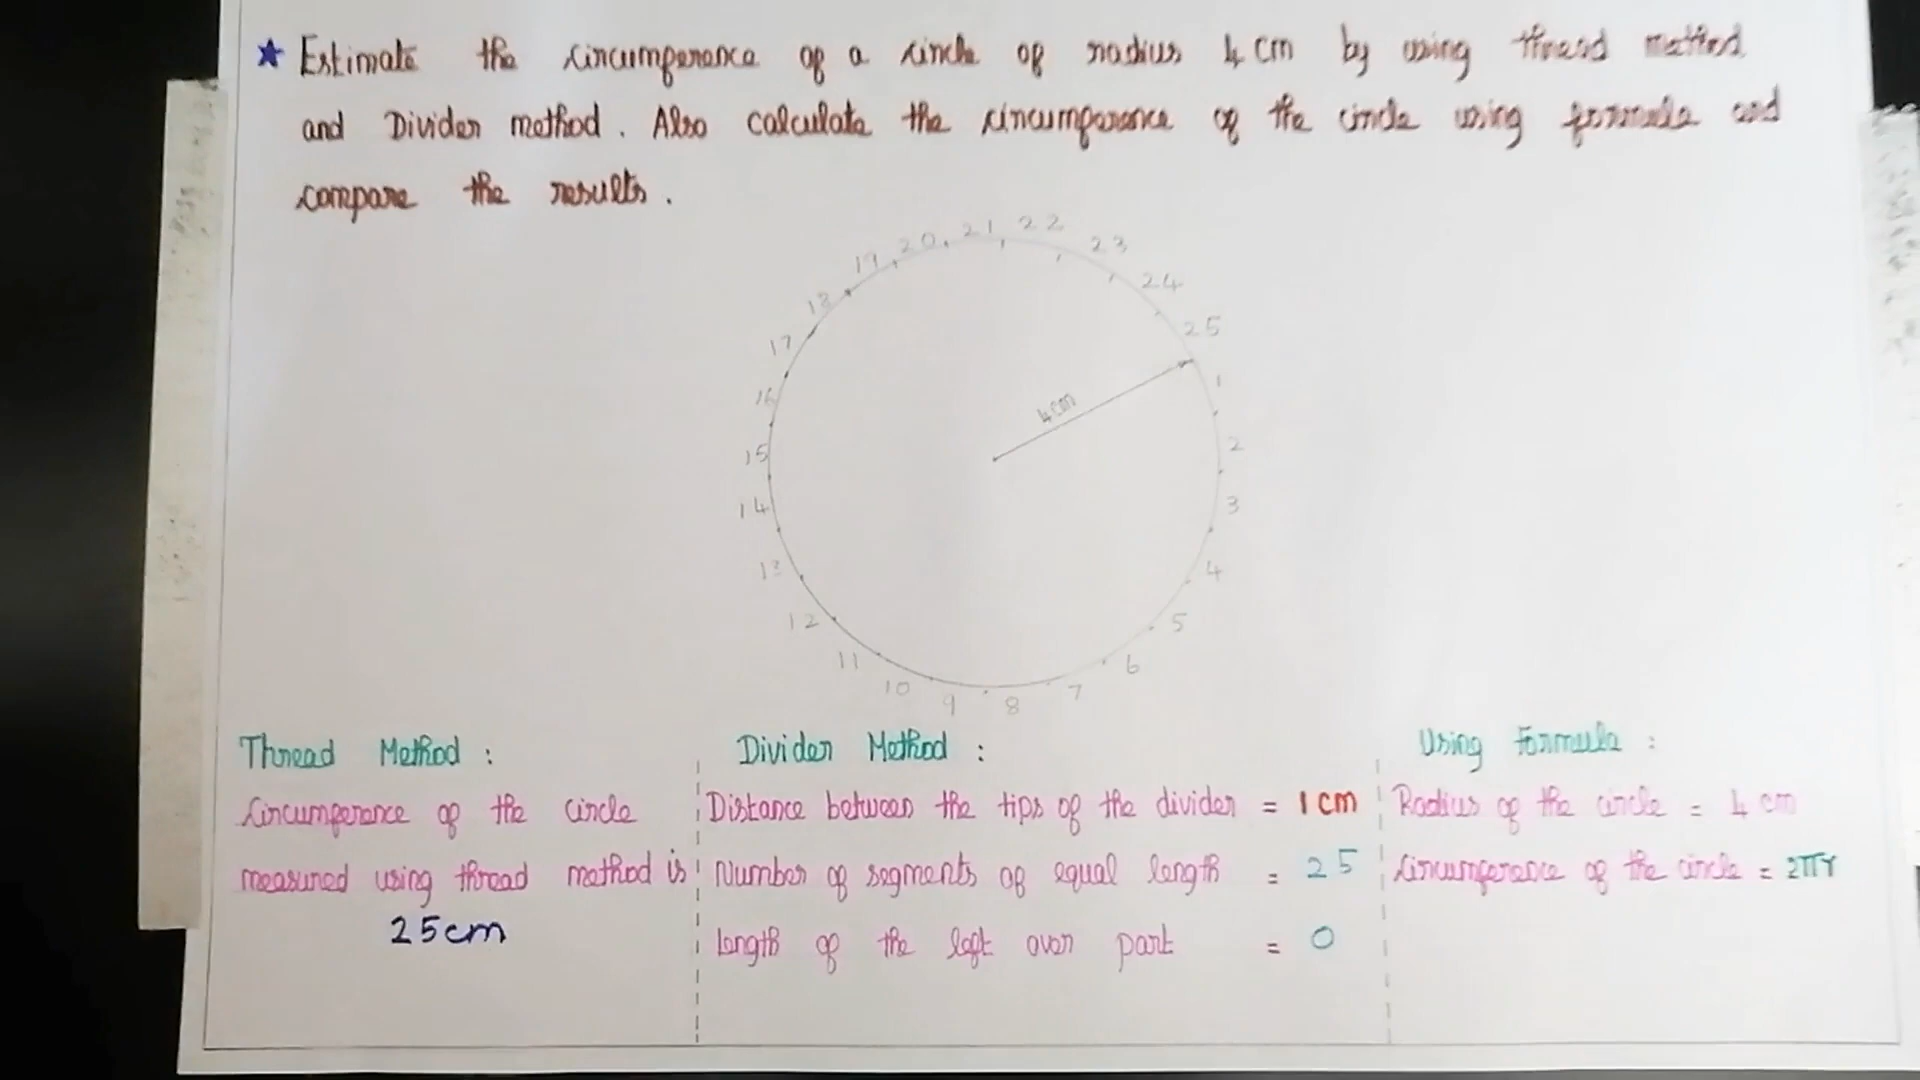 ★ Estimate the circumference of a circle of radius 4 cm by using thread method
and Divider method. Also calculate the circumference of the circle using formula and
compare the results.
20 21 22
19 23
18 24
17 25
16 4cm 1
15 2
14 3
13 4
12 5
11 6
10 9 8 7
Thread Method :
Circumference of the circle
measured using thread method is
25cm
Divider Method :
Distance between the tips of the divider = 1 cm
Number of segments of equal length = 25
Length of the left over part = 0
Using Formula :
Radius of the circle = 4 cm
Circumference of the circle = 2πr